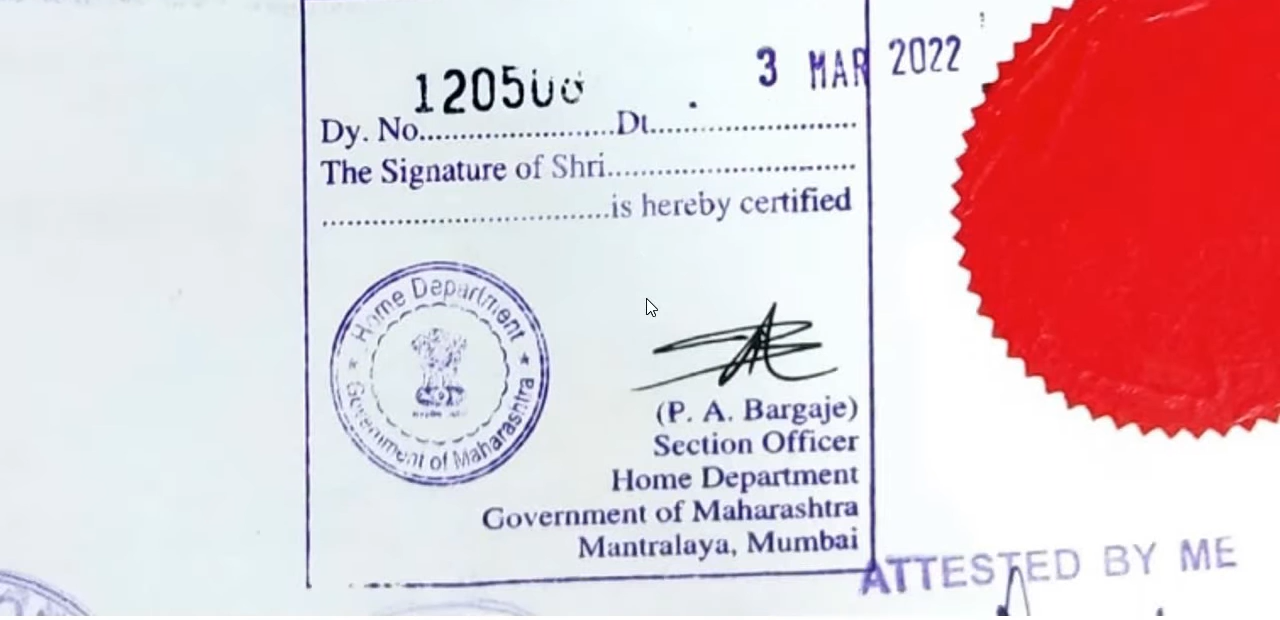 3 MAR 2022
Dy. No.......................Dt..........................
The Signature of Shri................................
.....................................is hereby certified
Home Department
Government of Maharashtra
(P. A. Bargaje)
Section Officer
Home Department
Government of Maharashtra
Mantralaya, Mumbai
ATTESTED BY ME